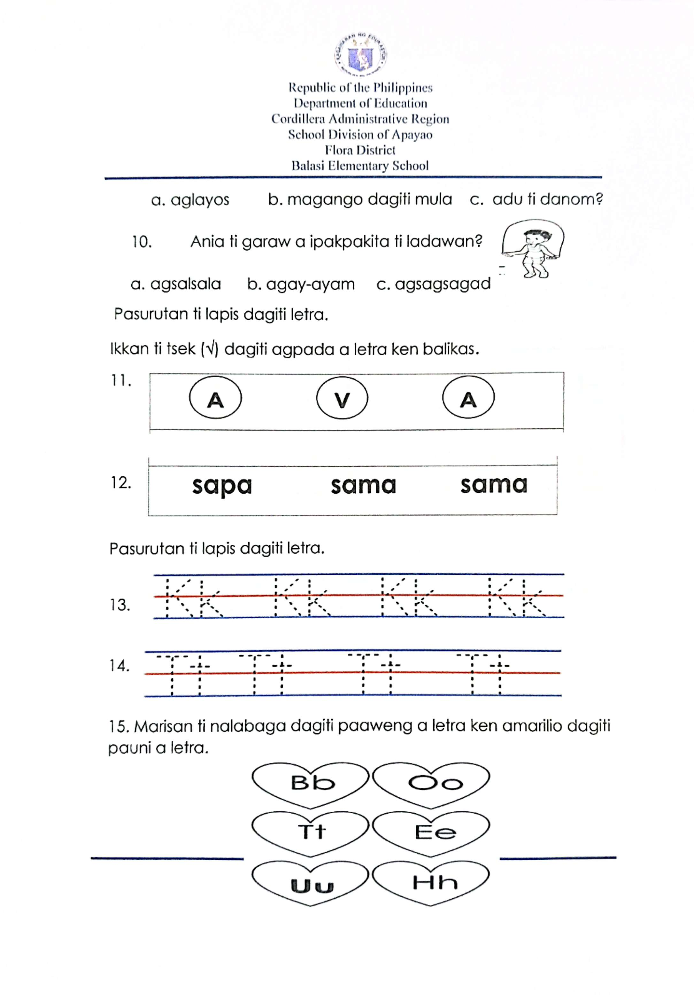 KAGAWARAN NG EDUKASYON
Republic of the Philippines
Department of Education
Cordillera Administrative Region
School Division of Apayao
Flora District
Balasi Elementary School
a. aglayos b. magango dagiti mula c. adu ti danom?
10. Ania ti garaw a ipakpakita ti ladawan?
a. agsalsala b. agay-ayam c. agsagsagad
Pasurutan ti lapis dagiti letra.
Ikkan ti tsek (√) dagiti agpada a letra ken balikas.
11. A V A
12. sapa sama sama
Pasurutan ti lapis dagiti letra.
13. Kk Kk Kk Kk
14. Tt Tt Tt Tt
15. Marisan ti nalabaga dagiti paaweng a letra ken amarilio dagiti
pauni a letra.
Bb Oo
Tt Ee
Uu Hh